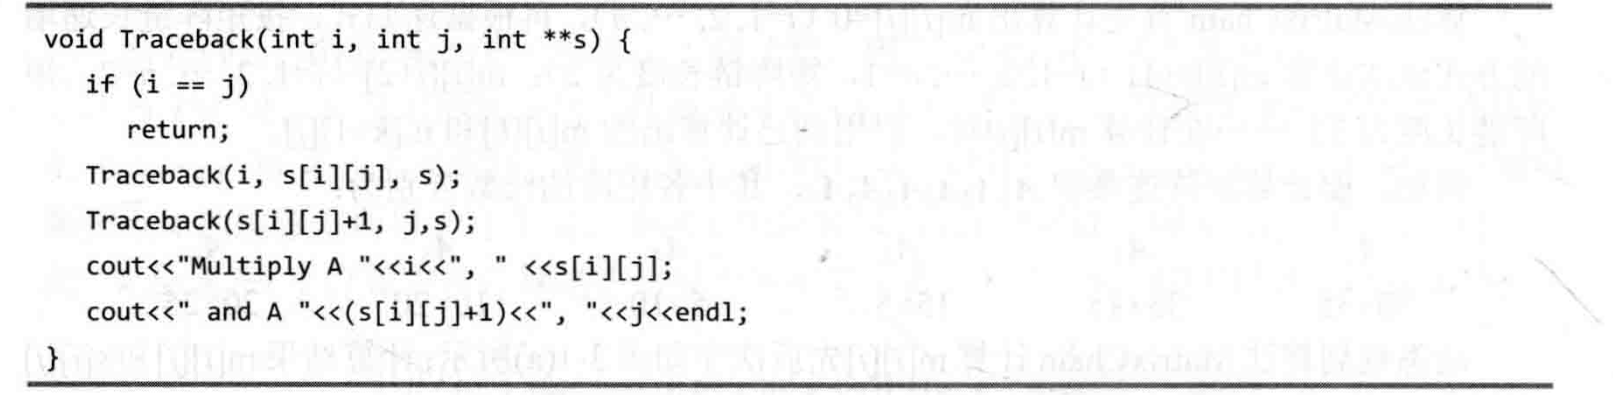 void Traceback(int i, int j, int **s) {
if (i == j)
return;
Traceback(i, s[i][j], s);
Traceback(s[i][j]+1, j,s);
cout<<"Multiply A "<<i<<", " <<s[i][j];
cout<<" and A "<<(s[i][j]+1)<<", "<<j<<endl;
}